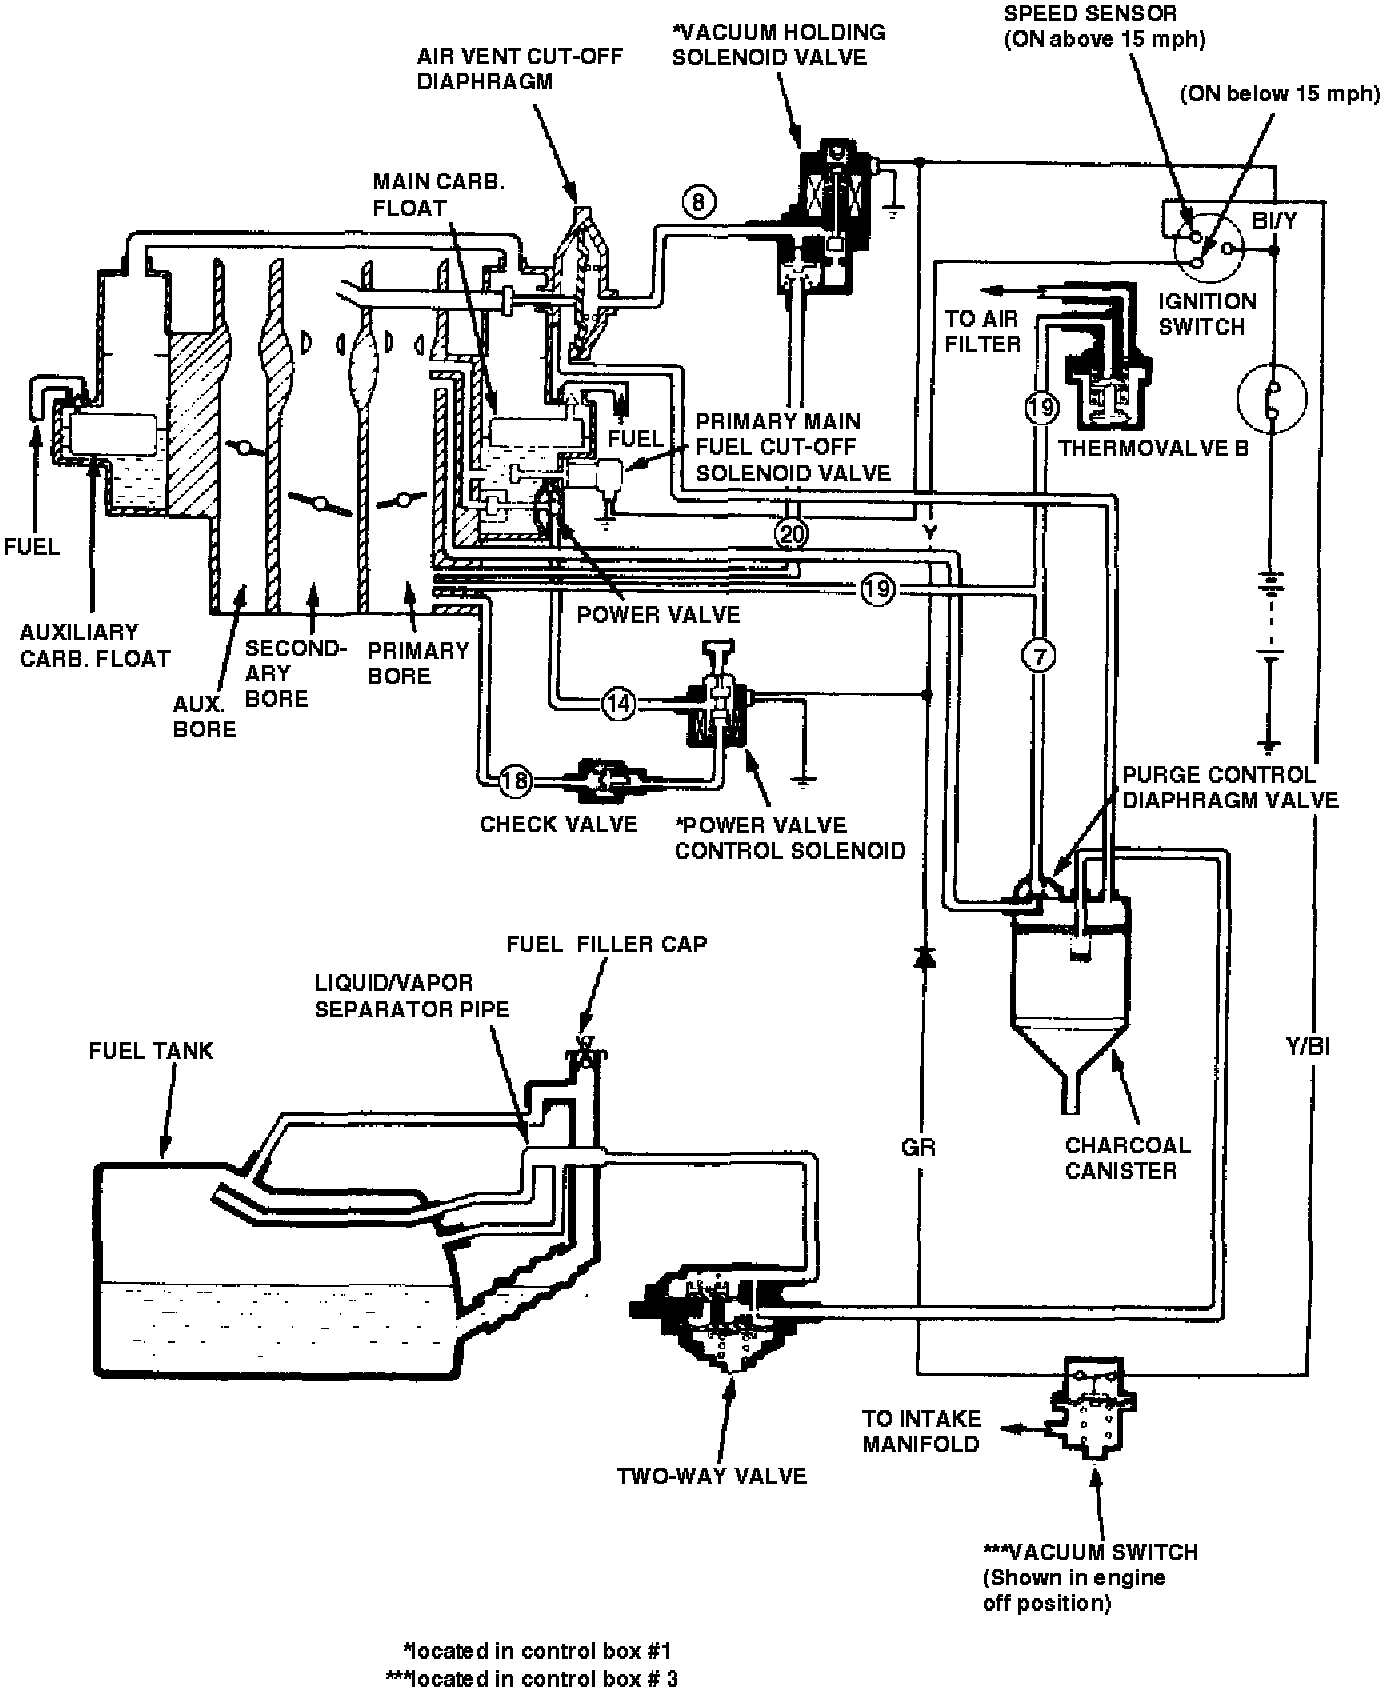 SPEED SENSOR
(ON above 15 mph)
*VACUUM HOLDING
SOLENOID VALVE
AIR VENT CUT-OFF
DIAPHRAGM
(ON below 15 mph)
MAIN CARB.
FLOAT
8
BI/Y
IGNITION
SWITCH
TO AIR
FILTER
19
THERMOVALVE B
PRIMARY MAIN
FUEL CUT-OFF
SOLENOID VALVE
FUEL
FUEL
20
Y
19
POWER VALVE
AUXILIARY
CARB. FLOAT
SECOND-
ARY
BORE
PRIMARY
BORE
AUX.
BORE
7
14
18
CHECK VALVE
*POWER VALVE
CONTROL SOLENOID
PURGE CONTROL
DIAPHRAGM VALVE
FUEL FILLER CAP
LIQUID/VAPOR
SEPARATOR PIPE
FUEL TANK
Y/BI
GR
CHARCOAL
CANISTER
TO INTAKE
MANIFOLD
TWO-WAY VALVE
***VACUUM SWITCH
(Shown in engine
off position)
*located in control box #1
***located in control box # 3